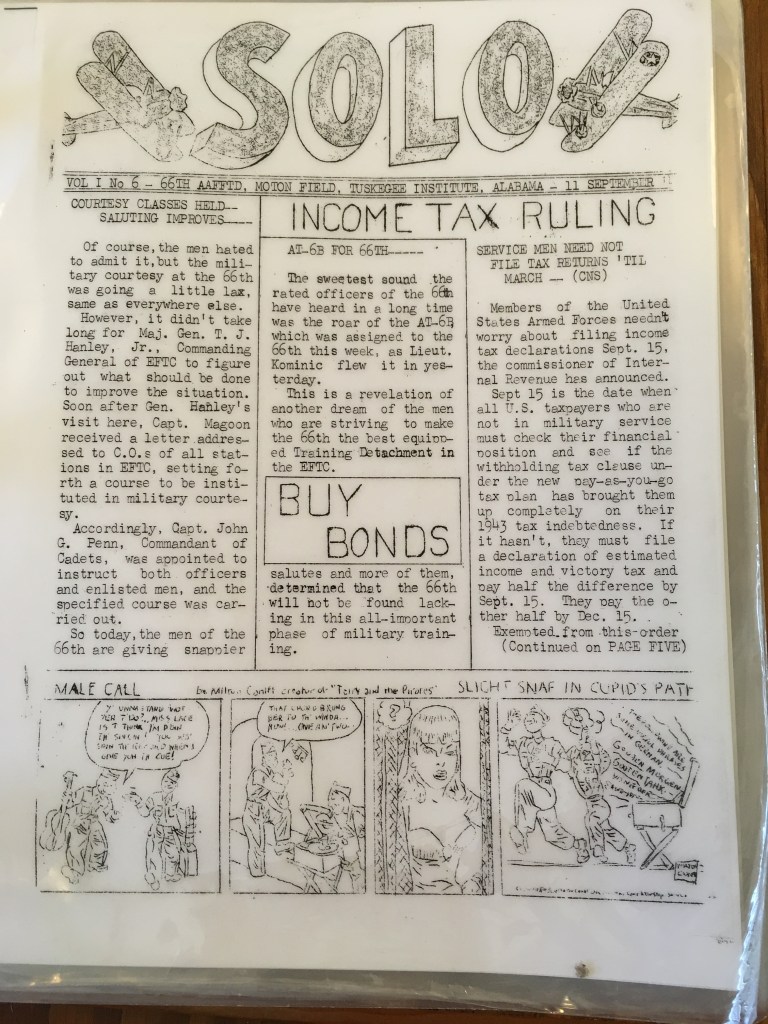 SOLO
VOL I No 6 - 66TH AAFFTD, MOTON FIELD, TUSKEGEE INSTITUTE, ALABAMA - 11 SEPTEMBER
COURTESY CLASSES HELD--
SALUTING IMPROVES----
Of course, the men hated
to admit it, but the mili-
tary courtesy at the 66th
was going a little lax,
same as everywhere else.
However, it didn't take
long for Maj. Gen. T. J.
Hanley, Jr., Commanding
General of EFTC to figure
out what should be done
to improve the situation.
Soon after Gen. Hanley's
visit here, Capt. Magoon
received a letter addres-
sed to C.O.s of all stat-
ions in EFTC, setting fo-
rth a course to be insti-
tuted in military courte-
sy.
Accordingly, Capt. John
G. Penn, Commandant of
Cadets, was appointed to
instruct both officers
and enlisted men, and the
specified course was car-
ried out.
So today, the men of the
66th are giving snappier
INCOME TAX RULING
AT-6B FOR 66TH------
The sweetest sound the
rated officers of the 66th
have heard in a long time
was the roar of the AT-6B
which was assigned to the
66th this week, as Lieut.
Kominic flew it in yes-
terday.
This is a revelation of
another dream of the men
who are striving to make
the 66th the best equipp-
ed Training Detachment in
the EFTC.
BUY
BONDS
salutes and more of them,
determined that the 66th
will not be found lack-
ing in this all-important
phase of military train-
ing.
SERVICE MEN NEED NOT
FILE TAX RETURNS 'TIL
MARCH -- (CNS)
Members of the United
States Armed Forces needn't
worry about filing income
tax declarations Sept. 15,
the commissioner of Inter-
nal Revenue has announced.
Sept 15 is the date when
all U.S. taxpayers who are
not in military service
must check their financial
position and see if the
withholding tax clause un-
der the new pay-as-you-go
tax plan has brought them
up completely on their
1943 tax indebtedness. If
it hasn't, they must file
a declaration of estimated
income and victory tax and
pay half the difference by
Sept. 15. They pay the o-
ther half by Dec. 15.
Exempted from this order
(Continued on PAGE FIVE)
MALE CALL by Milton Caniff creator of "Terry and the Pirates" SLIGHT SNAF IN CUPID'S PATH